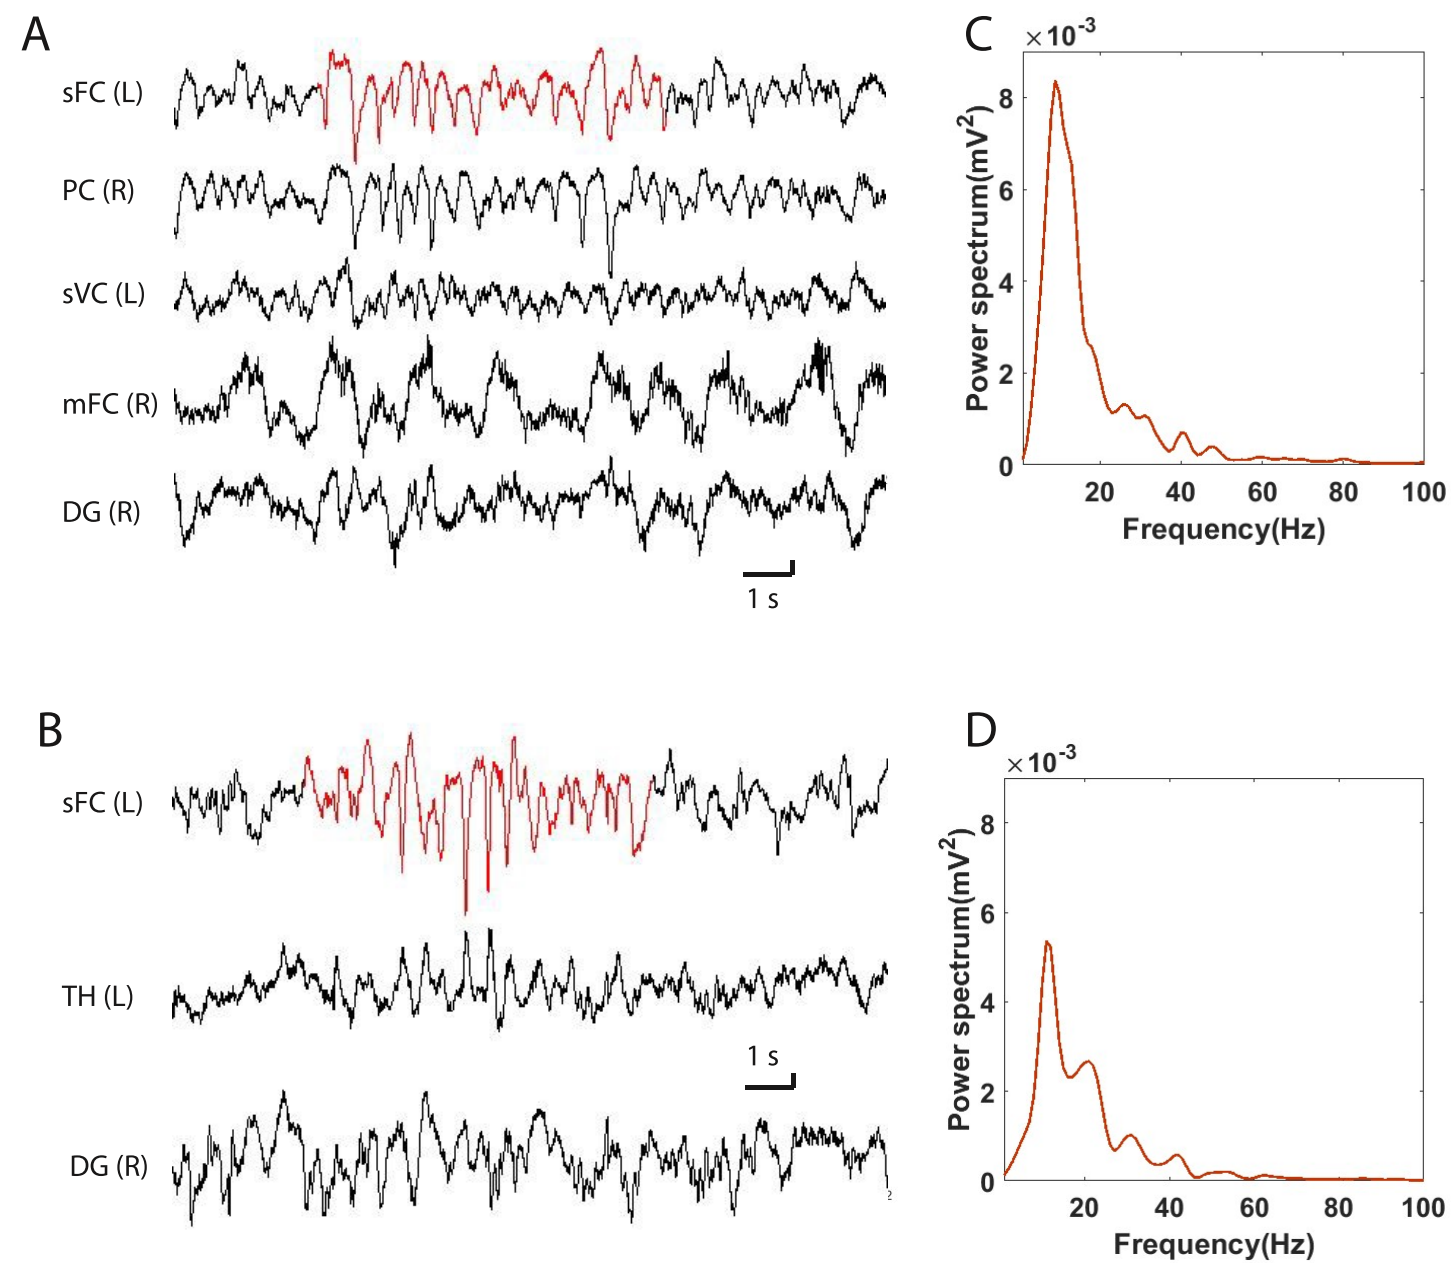 A
sFC (L)
PC (R)
sVC (L)
mFC (R)
DG (R)
1 s
C
×10-3
Power spectrum(mV2)
8
6
4
2
0
20 40 60 80 100
Frequency(Hz)
B
sFC (L)
TH (L)
1 s
DG (R)
2
D
×10-3
Power spectrum(mV2)
8
6
4
2
0
20 40 60 80 100
Frequency(Hz)